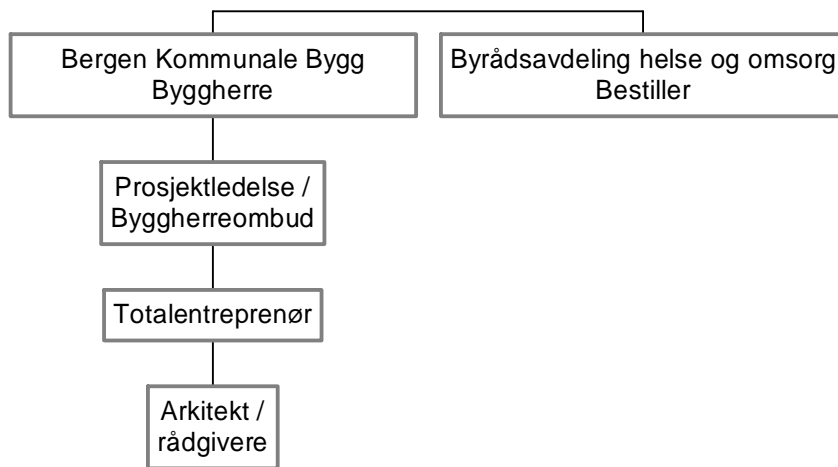 Bergen Kommunale Bygg
Byggherre
Byrådsavdeling helse og omsorg
Bestiller
Prosjektledelse /
Byggherreombud
Totalentreprenør
Arkitekt /
rådgivere